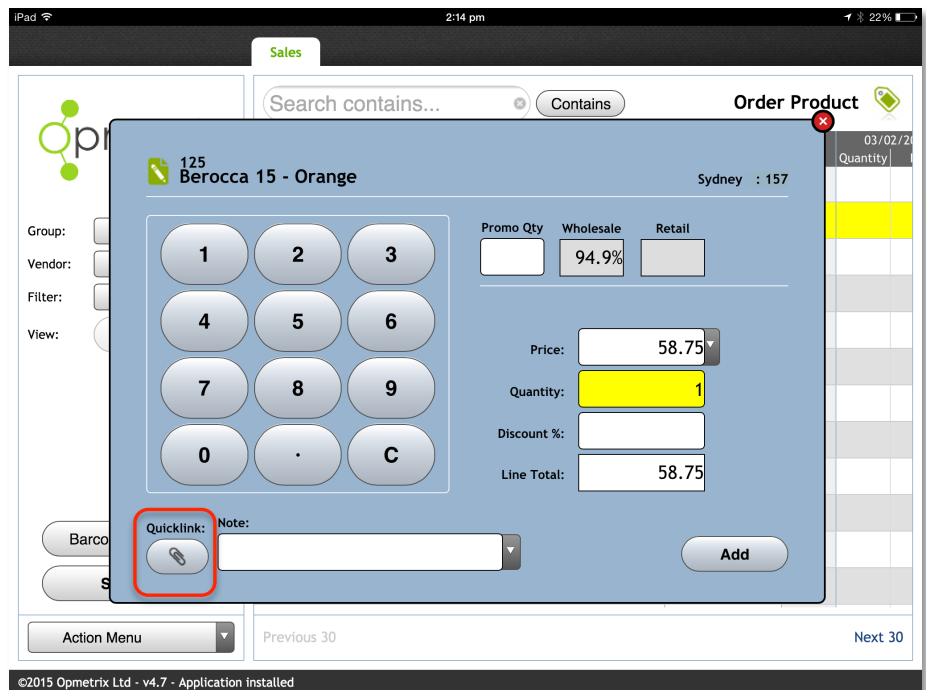 iPad 2:14 pm 22%
Sales
Search contains... Contains Order Product
Op
03/02/2
Quantity
125
Berocca 15 - Orange
Sydney : 157
Group:
Vendor:
Filter:
View:
Promo Qty Wholesale Retail
94.9%
1 2 3
4 5 6
7 8 9
0 . C
Price: 58.75
Quantity: 1
Discount %:
Line Total: 58.75
Quicklink: Note:
Add
Barco
S
Action Menu
Previous 30 Next 30
©2015 Opmetrix Ltd - v4.7 - Application installed